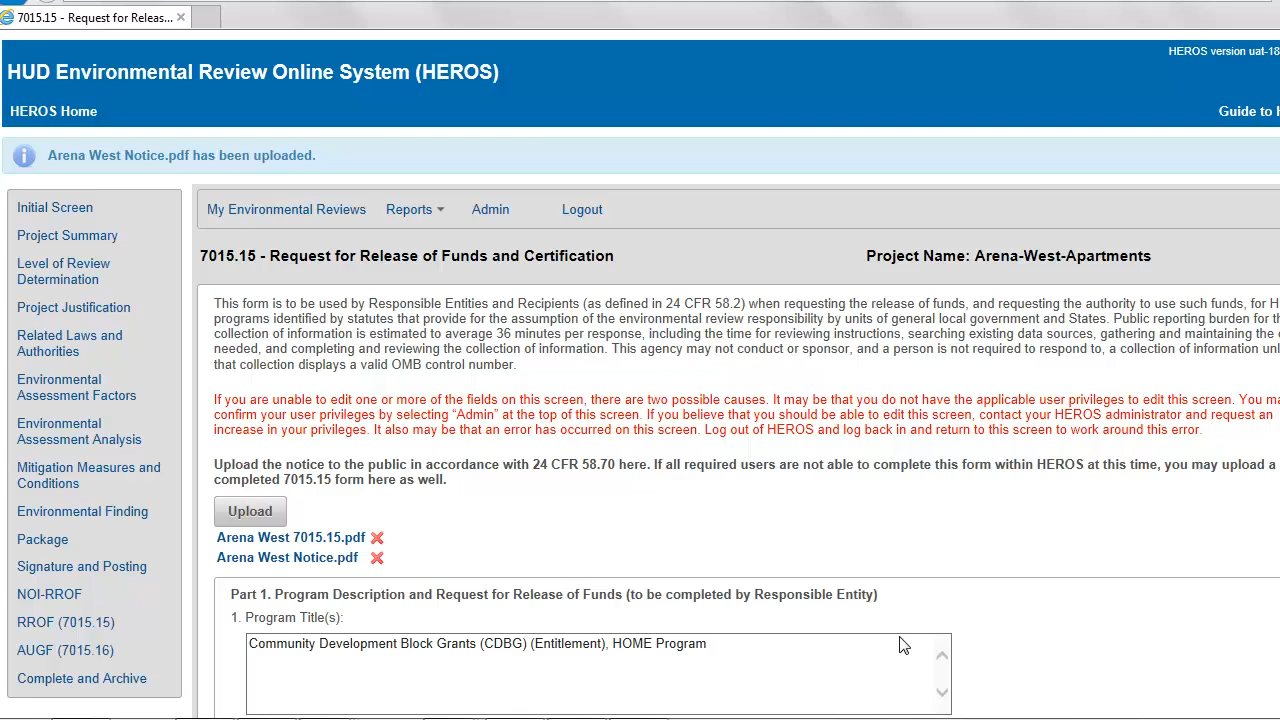 7015.15 - Request for Releas...
HEROS version uat-18
HUD Environmental Review Online System (HEROS)
HEROS Home
Guide to
Arena West Notice.pdf has been uploaded.
Initial Screen
Project Summary
Level of Review
Determination
Project Justification
Related Laws and
Authorities
Environmental
Assessment Factors
Environmental
Assessment Analysis
Mitigation Measures and
Conditions
Environmental Finding
Package
Signature and Posting
NOI-RROF
RROF (7015.15)
AUGF (7015.16)
Complete and Archive
My Environmental Reviews
Reports
Admin
Logout
7015.15 - Request for Release of Funds and Certification
Project Name: Arena-West-Apartments
This form is to be used by Responsible Entities and Recipients (as defined in 24 CFR 58.2) when requesting the release of funds, and requesting the authority to use such funds, for H
programs identified by statutes that provide for the assumption of the environmental review responsibility by units of general local government and States. Public reporting burden for th
collection of information is estimated to average 36 minutes per response, including the time for reviewing instructions, searching existing data sources, gathering and maintaining the
needed, and completing and reviewing the collection of information. This agency may not conduct or sponsor, and a person is not required to respond to, a collection of information unl
that collection displays a valid OMB control number.
If you are unable to edit one or more of the fields on this screen, there are two possible causes. It may be that you do not have the applicable user privileges to edit this screen. You ma
confirm your user privileges by selecting “Admin” at the top of this screen. If you believe that you should be able to edit this screen, contact your HEROS administrator and request an
increase in your privileges. It also may be that an error has occurred on this screen. Log out of HEROS and log back in and return to this screen to work around this error.
Upload the notice to the public in accordance with 24 CFR 58.70 here. If all required users are not able to complete this form within HEROS at this time, you may upload a
completed 7015.15 form here as well.
Upload
Arena West 7015.15.pdf
Arena West Notice.pdf
Part 1. Program Description and Request for Release of Funds (to be completed by Responsible Entity)
1. Program Title(s):
Community Development Block Grants (CDBG) (Entitlement), HOME Program